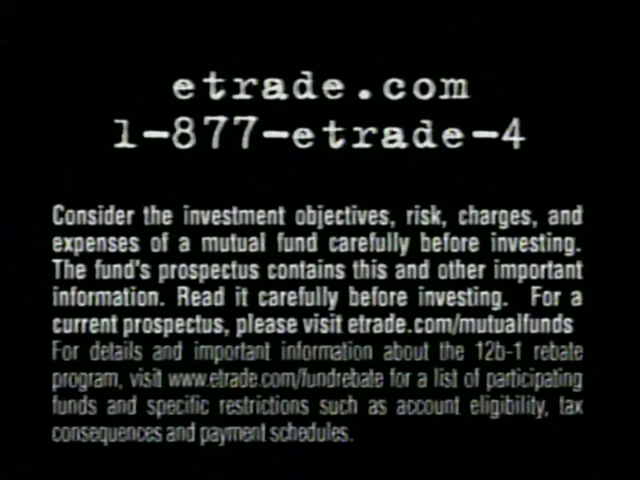 etrade.com
1-877-etrade-4
Consider the investment objectives, risk, charges, and
expenses of a mutual fund carefully before investing.
The fund's prospectus contains this and other important
information. Read it carefully before investing. For a
current prospectus, please visit etrade.com/mutualfunds
For details and important information about the 12b-1 rebate
program, visit www.etrade.com/fundrebate for a list of participating
funds and specific restrictions such as account eligibility, tax
consequences and payment schedules.